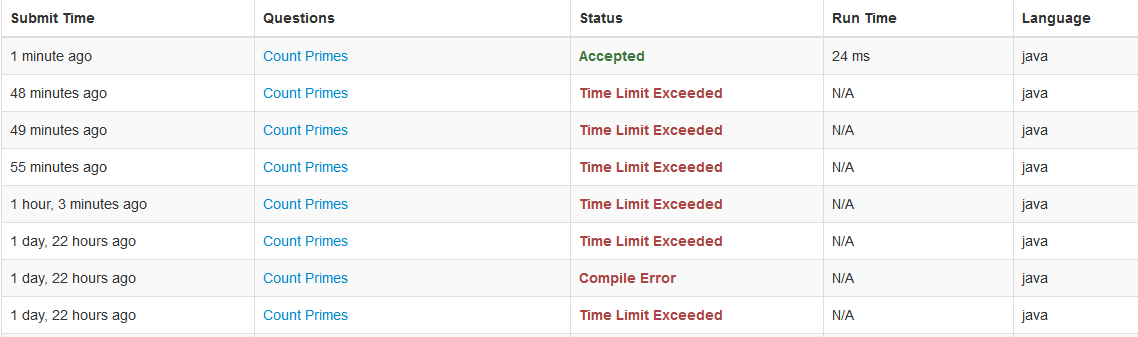 Submit Time Questions Status Run Time Language
1 minute ago Count Primes Accepted 24 ms java
48 minutes ago Count Primes Time Limit Exceeded N/A java
49 minutes ago Count Primes Time Limit Exceeded N/A java
55 minutes ago Count Primes Time Limit Exceeded N/A java
1 hour, 3 minutes ago Count Primes Time Limit Exceeded N/A java
1 day, 22 hours ago Count Primes Time Limit Exceeded N/A java
1 day, 22 hours ago Count Primes Compile Error N/A java
1 day, 22 hours ago Count Primes Time Limit Exceeded N/A java